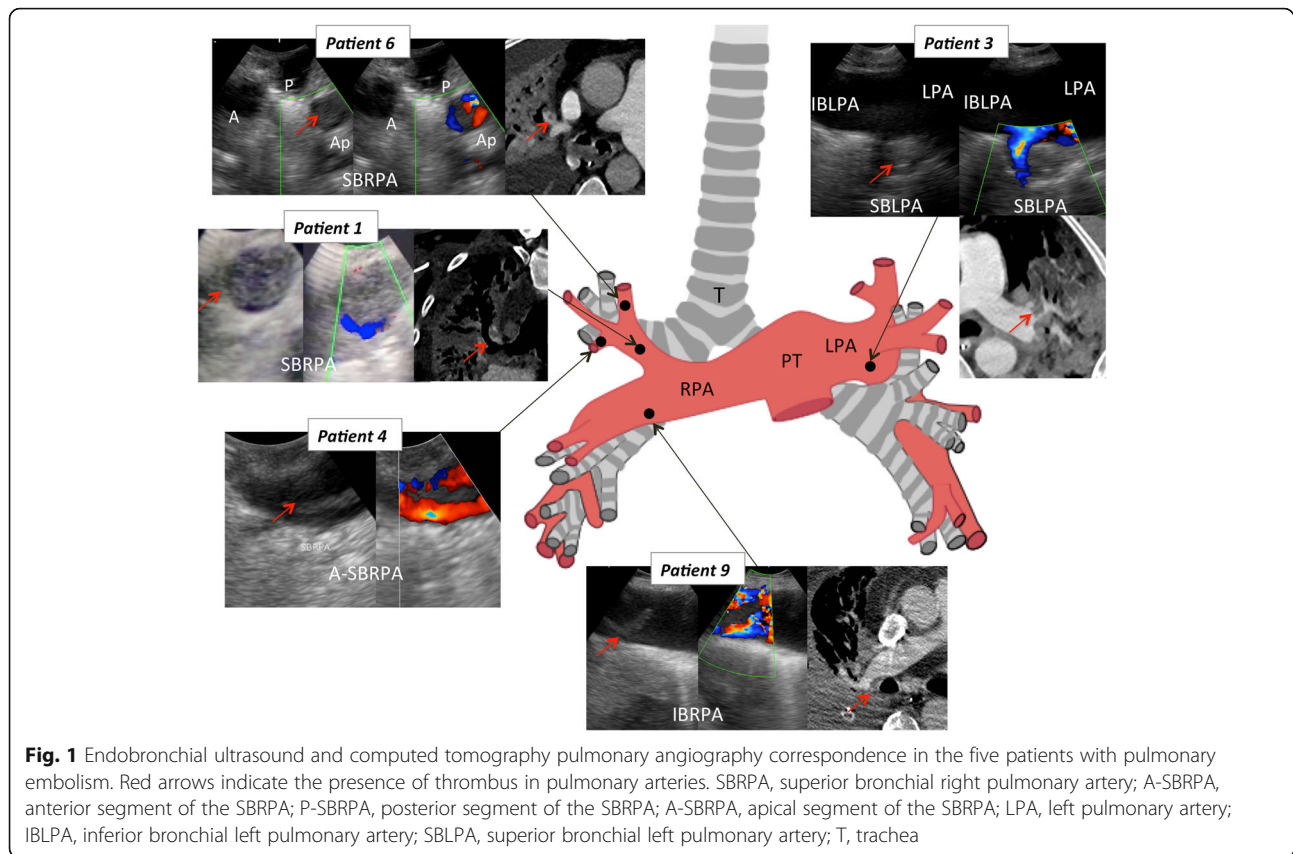 Patient 6
P
P
A
A
Ap
Ap
SBRPA
Patient 3
LPA
LPA
IBLPA
IBLPA
SBLPA
SBLPA
Patient 1
SBRPA
T
PT
LPA
RPA
Patient 4
SBRPA
A-SBRPA
Patient 9
IBRPA
Fig. 1 Endobronchial ultrasound and computed tomography pulmonary angiography correspondence in the five patients with pulmonary
embolism. Red arrows indicate the presence of thrombus in pulmonary arteries. SBRPA, superior bronchial right pulmonary artery; A-SBRPA,
anterior segment of the SBRPA; P-SBRPA, posterior segment of the SBRPA; A-SBRPA, apical segment of the SBRPA; LPA, left pulmonary artery;
IBLPA, inferior bronchial left pulmonary artery; SBLPA, superior bronchial left pulmonary artery; T, trachea